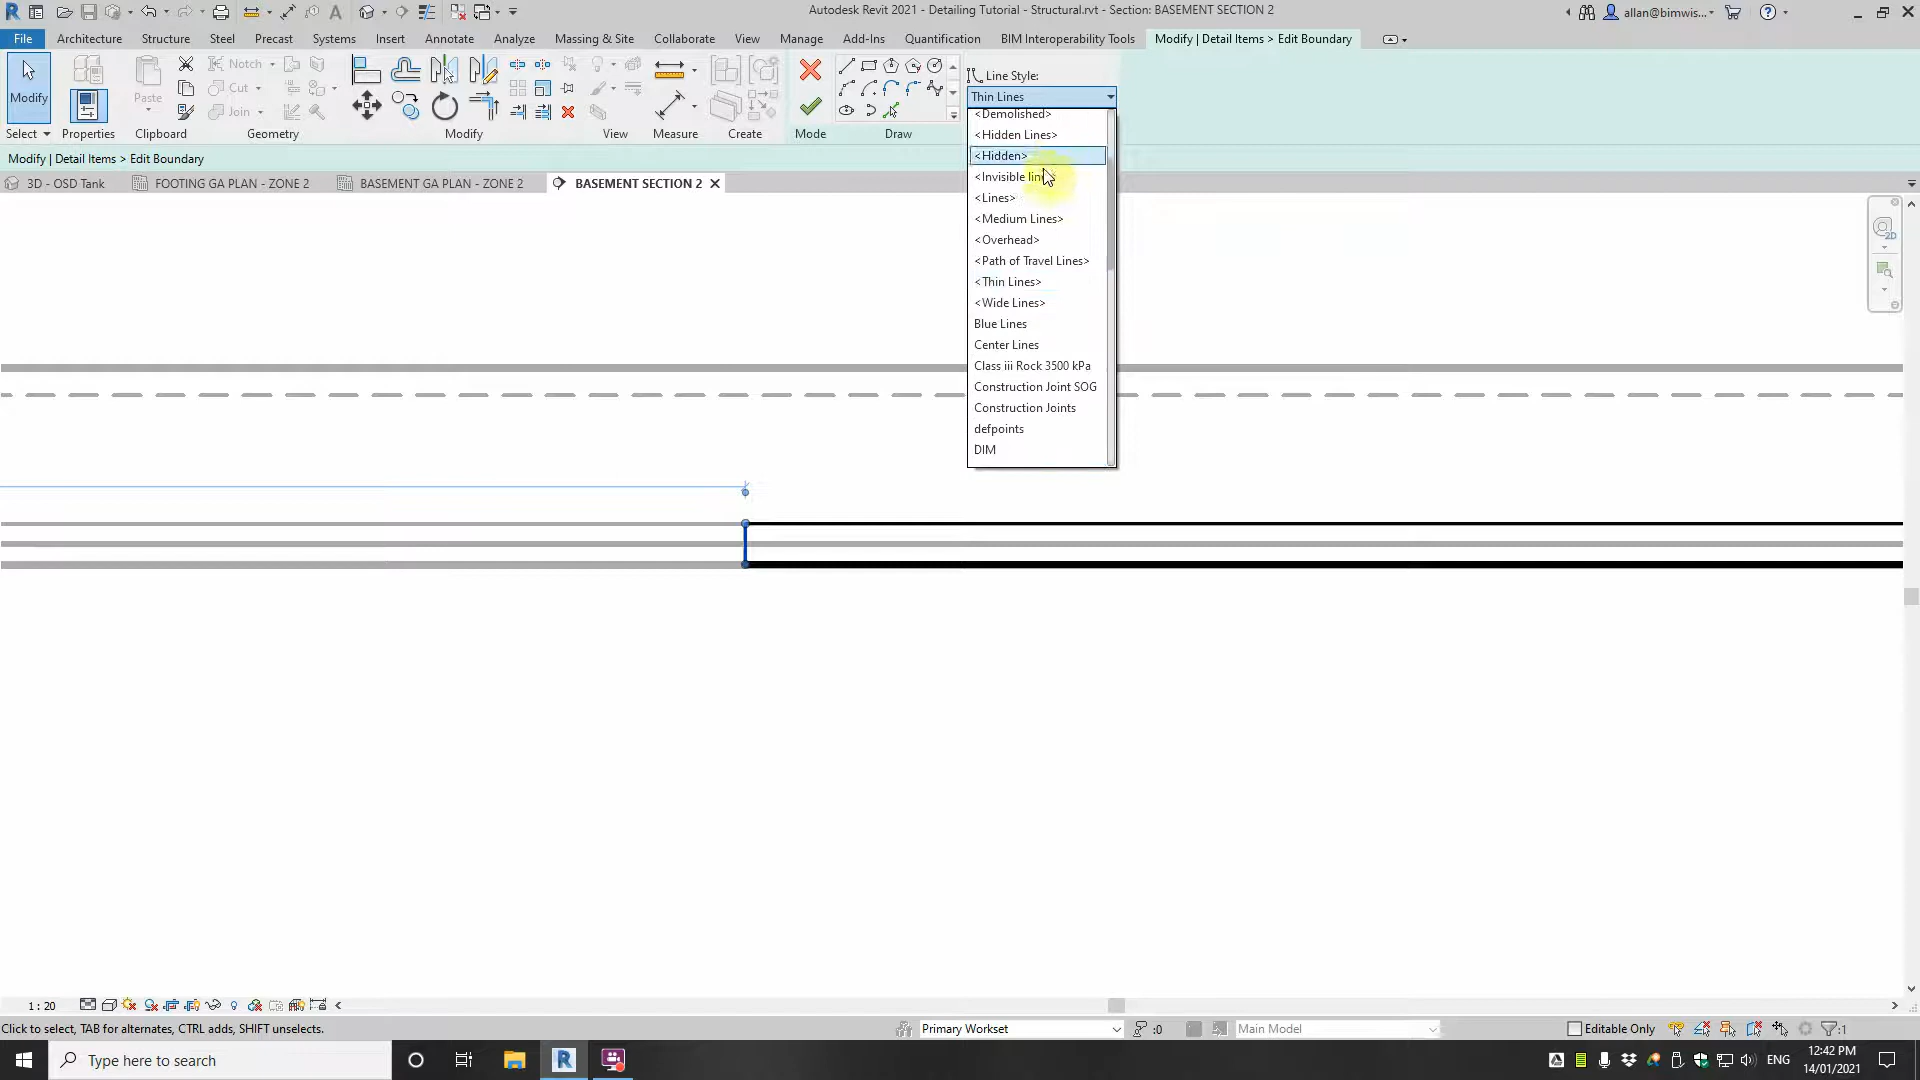 Autodesk Revit 2021 - Detailing Tutorial - Structural.rvt - Section: BASEMENT SECTION 2
allan@bimwis...
File Architecture Structure Steel Precast Systems Insert Annotate Analyze Massing & Site Collaborate View Manage Add-Ins Quantification BIM Interoperability Tools Modify | Detail Items > Edit Boundary
Modify
Paste
Notch
Cut
Join
Line Style:
Thin Lines
Select Properties Clipboard Geometry Modify View Measure Create Mode Draw
Modify | Detail Items > Edit Boundary
3D - OSD Tank FOOTING GA PLAN - ZONE 2 BASEMENT GA PLAN - ZONE 2 BASEMENT SECTION 2
<Demolished>
<Hidden Lines>
<Hidden>
<Lines>
<Medium Lines>
<Overhead>
<Path of Travel Lines>
<Thin Lines>
<Wide Lines>
Blue Lines
Center Lines
Class iii Rock 3500 kPa
Construction Joint SOG
Construction Joints
defpoints
DIM
2D
1 : 20
Click to select, TAB for alternates, CTRL adds, SHIFT unselects.
Primary Workset
:0
Main Model
Editable Only
:1
Type here to search
ENG
12:42 PM
14/01/2021